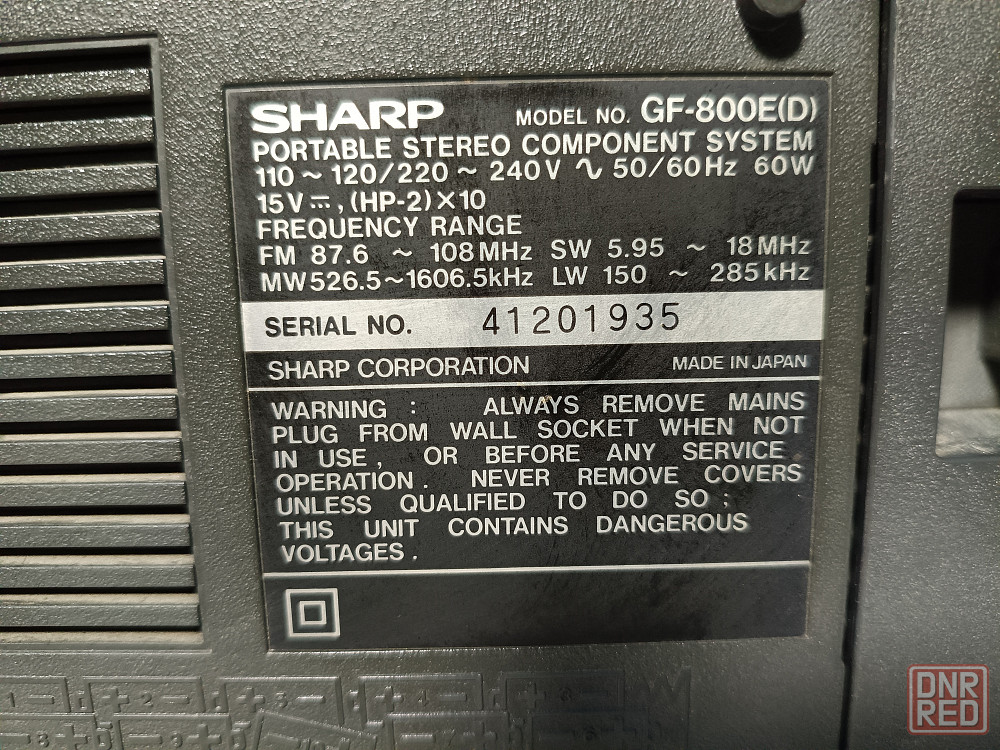 SHARP MODEL NO. GF-800E(D)
PORTABLE STEREO COMPONENT SYSTEM
110 ~ 120/220 ~ 240V ∿ 50/60Hz 60W
15V ⎓, (HP-2)×10
FREQUENCY RANGE
FM 87.6 ~ 108MHz SW 5.95 ~ 18MHz
MW 526.5~1606.5kHz LW 150 ~ 285kHz
SERIAL NO. 41201935
SHARP CORPORATION MADE IN JAPAN
WARNING : ALWAYS REMOVE MAINS
PLUG FROM WALL SOCKET WHEN NOT
IN USE, OR BEFORE ANY SERVICE
OPERATION. NEVER REMOVE COVERS
UNLESS QUALIFIED TO DO SO ;
THIS UNIT CONTAINS DANGEROUS
VOLTAGES.
DNR
RED